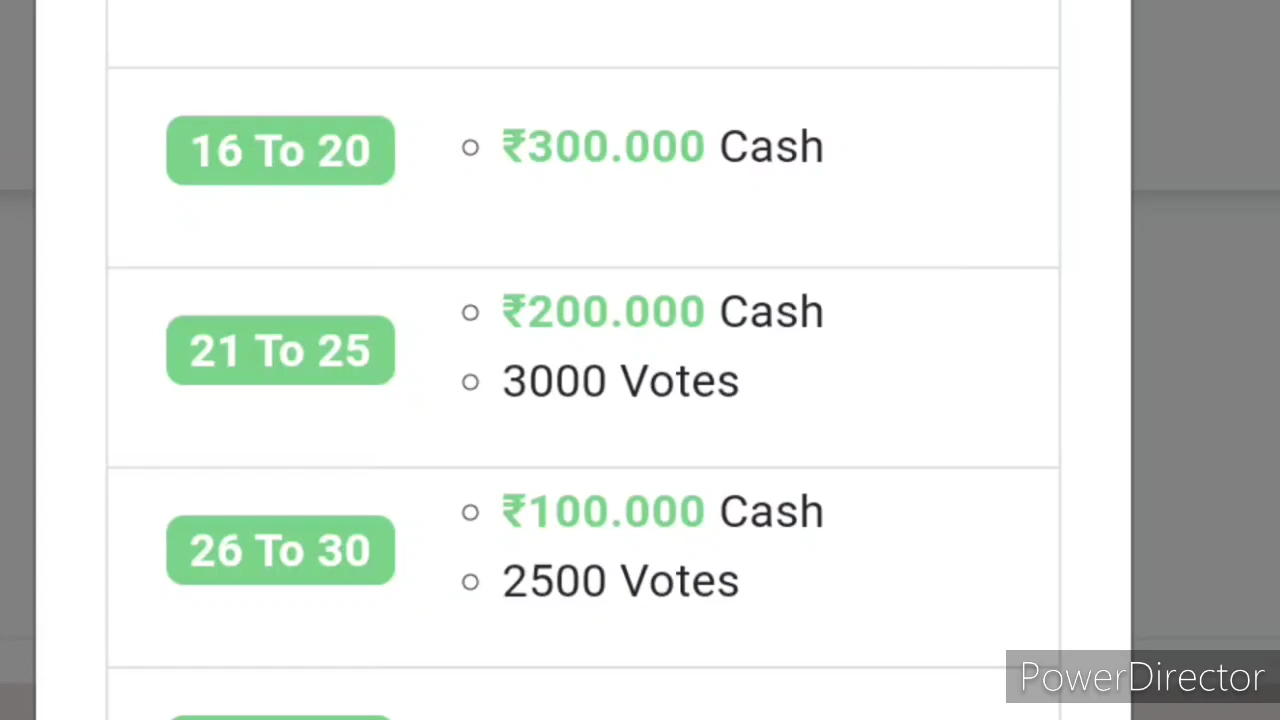 16 To 20
₹300.000 Cash
21 To 25
₹200.000 Cash
3000 Votes
26 To 30
₹100.000 Cash
2500 Votes
PowerDirector